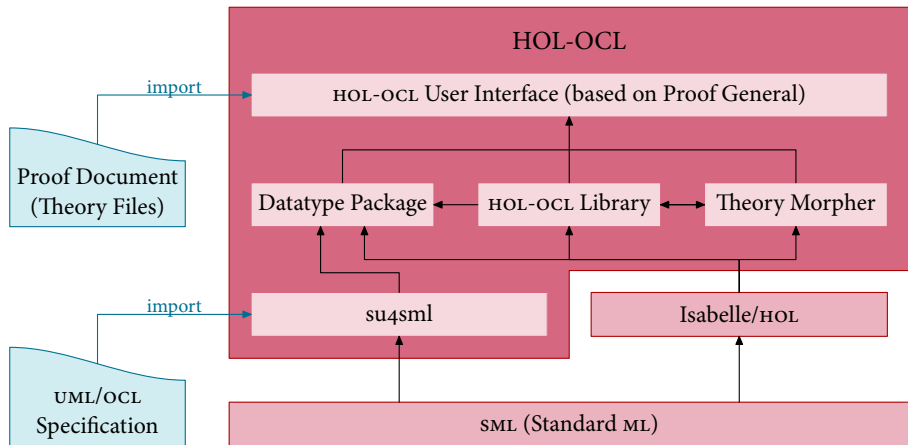 HOL-OCL
import
HOL-OCL User Interface (based on Proof General)
Proof Document
(Theory Files)
Datatype Package
HOL-OCL Library
Theory Morpher
import
su4sml
Isabelle/HOL
UML/OCL
Specification
SML (Standard ML)